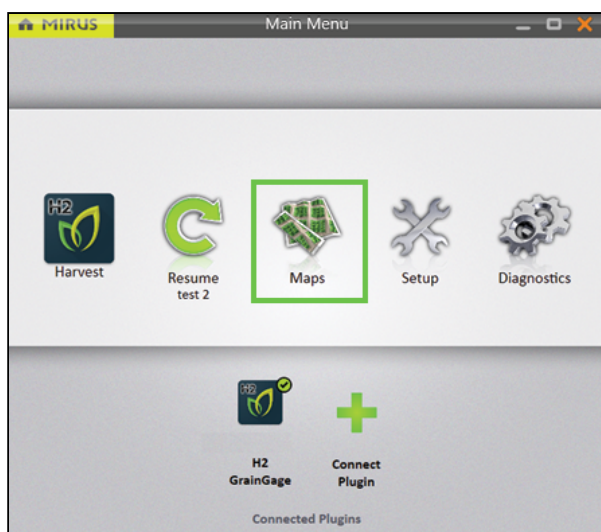 MIRUS
Main Menu
H2
Harvest
Resume
test 2
Maps
Setup
Diagnostics
H2
H2
GrainGage
Connect
Plugin
Connected Plugins